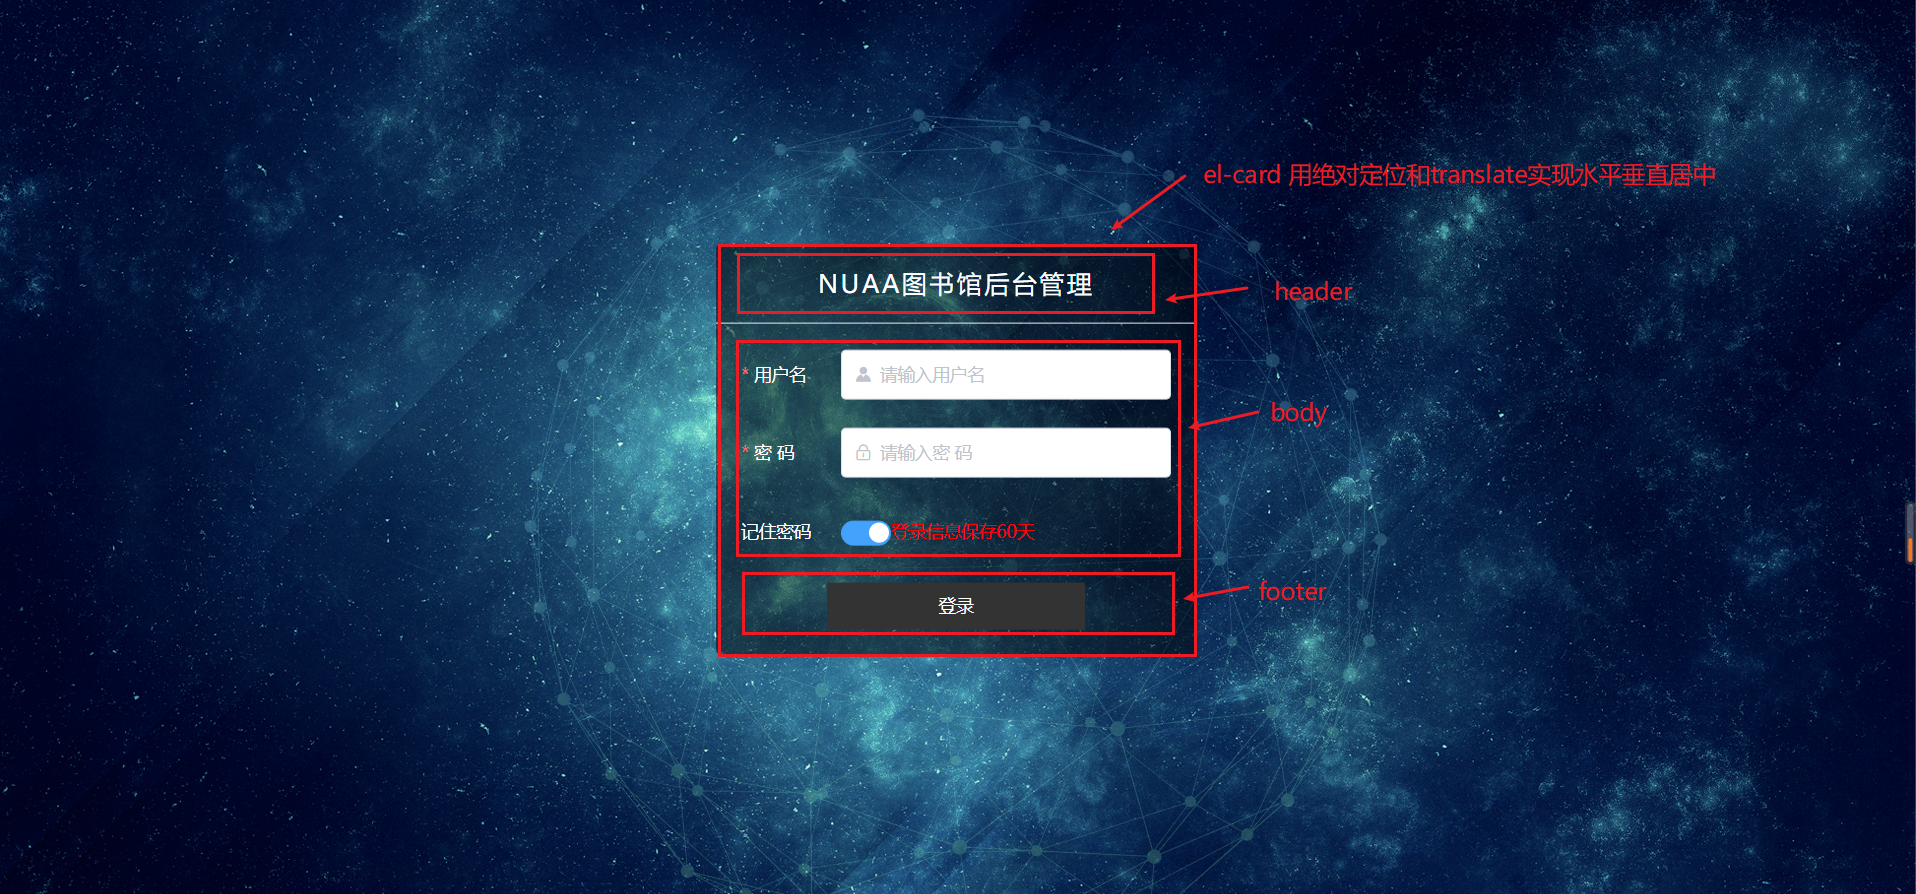 el-card 用绝对定位和translate实现水平垂直居中
NUAA图书馆后台管理
header
* 用户名
请输入用户名
body
* 密 码
请输入密 码
记住密码
登录信息保存60天
登录
footer